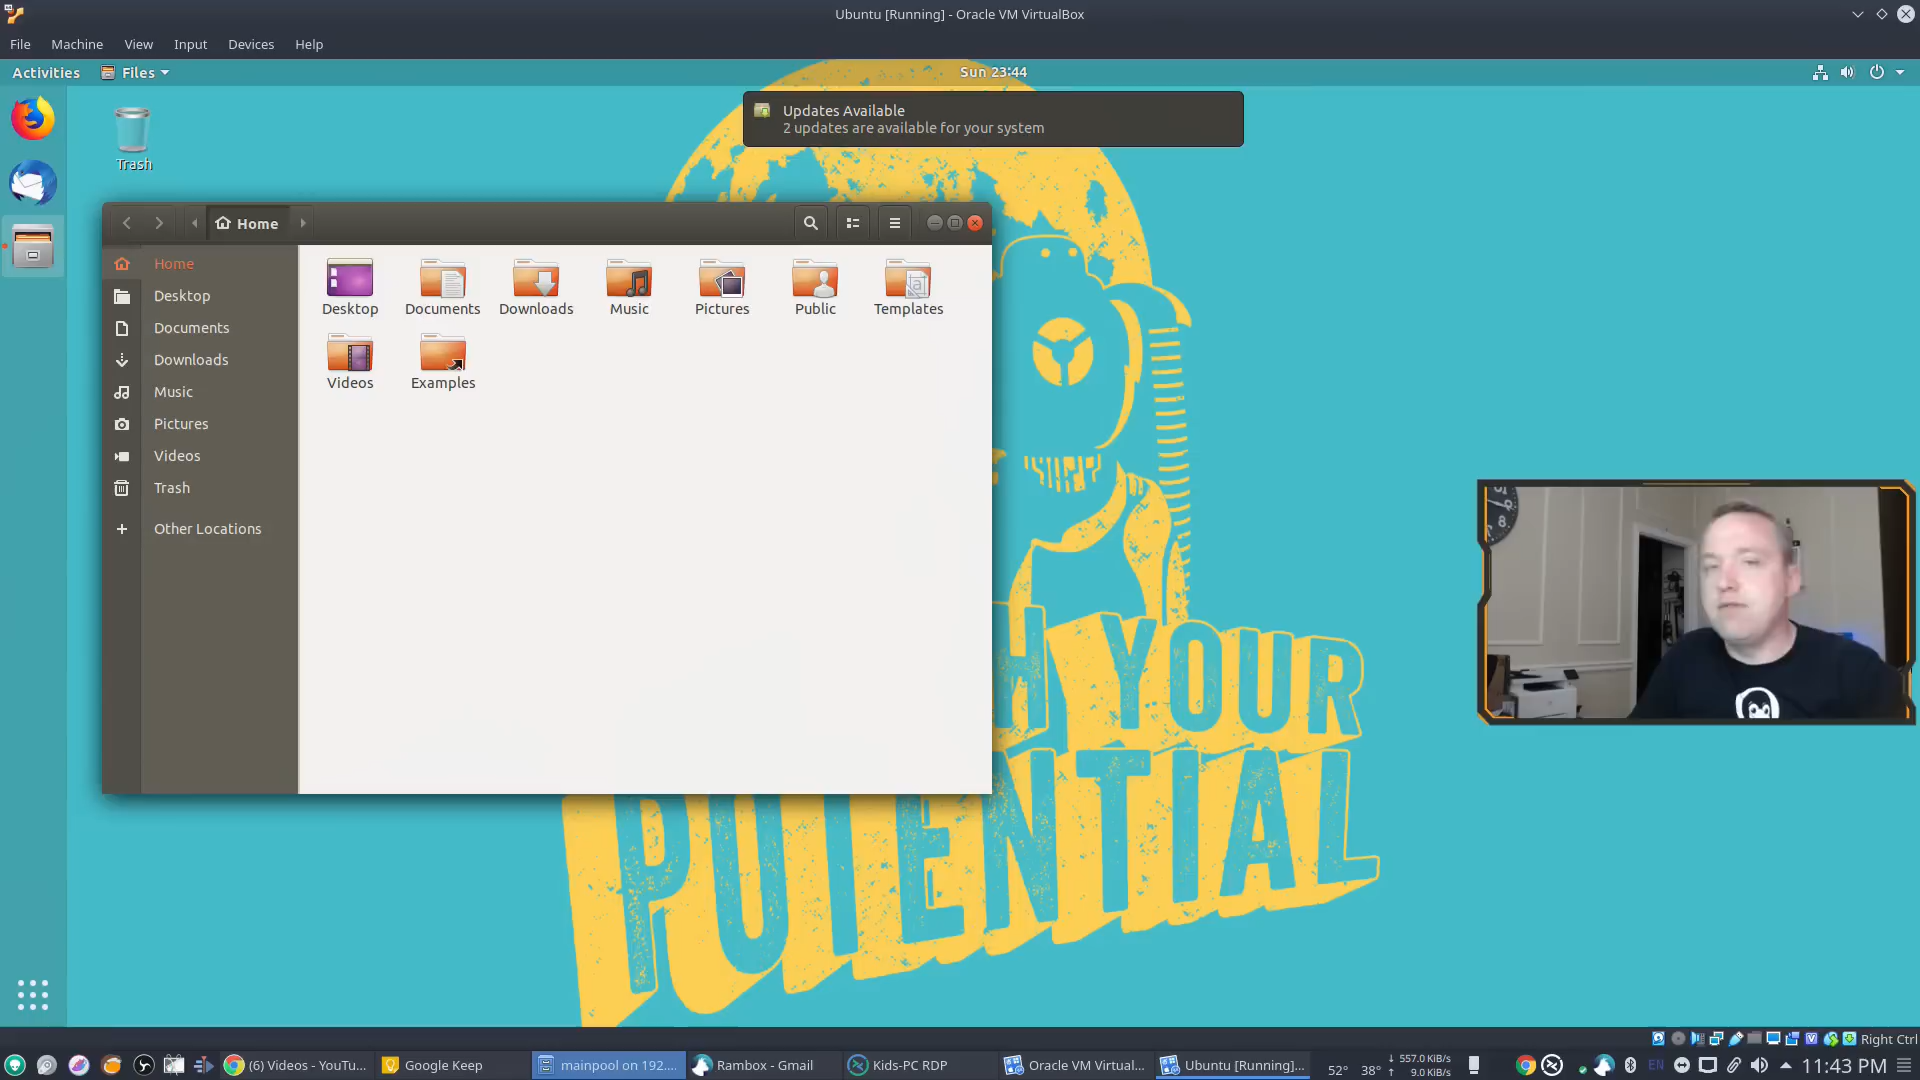 Ubuntu [Running] - Oracle VM VirtualBox
File Machine View Input Devices Help
Activities Files Sun 23:44
Updates Available
2 updates are available for your system
Trash
Home
Home
Desktop
Documents
Downloads
Music
Pictures
Videos
Trash
Other Locations
Desktop Documents Downloads Music Pictures Public Templates
Videos Examples
H YOUR
POTENTIAL
8
Right Ctrl
(6) Videos - YouTu... Google Keep mainpool on 192.... Rambox - Gmail Kids-PC RDP Oracle VM Virtual... Ubuntu [Running]...
52° 38° ↓ 557.0 KiB/s
↑ 9.0 KiB/s
EN 11:43 PM